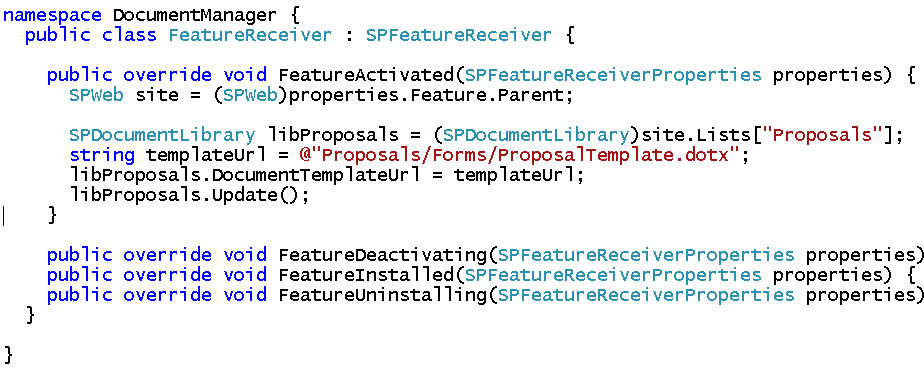 namespace DocumentManager {
  public class FeatureReceiver : SPFeatureReceiver {

    public override void FeatureActivated(SPFeatureReceiverProperties properties) {
      SPWeb site = (SPWeb)properties.Feature.Parent;

      SPDocumentLibrary libProposals = (SPDocumentLibrary)site.Lists["Proposals"];
      string templateUrl = @"Proposals/Forms/ProposalTemplate.dotx";
      libProposals.DocumentTemplateUrl = templateUrl;
      libProposals.Update();
    }

    public override void FeatureDeactivating(SPFeatureReceiverProperties properties)
    public override void FeatureInstalled(SPFeatureReceiverProperties properties) {
    public override void FeatureUninstalling(SPFeatureReceiverProperties properties)
  }

}